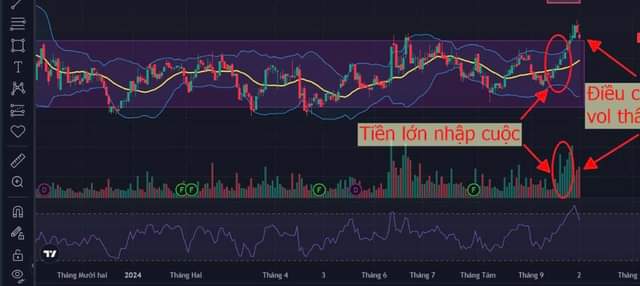 Điều c
vol thấ
Tiền lớn nhập cuộc
D
F
F
F
D
F
TV
Tháng Mười hai 2024 Tháng Hai Tháng 4 3 Tháng 6 Tháng 7 Tháng Tám Tháng 9 2 Tháng